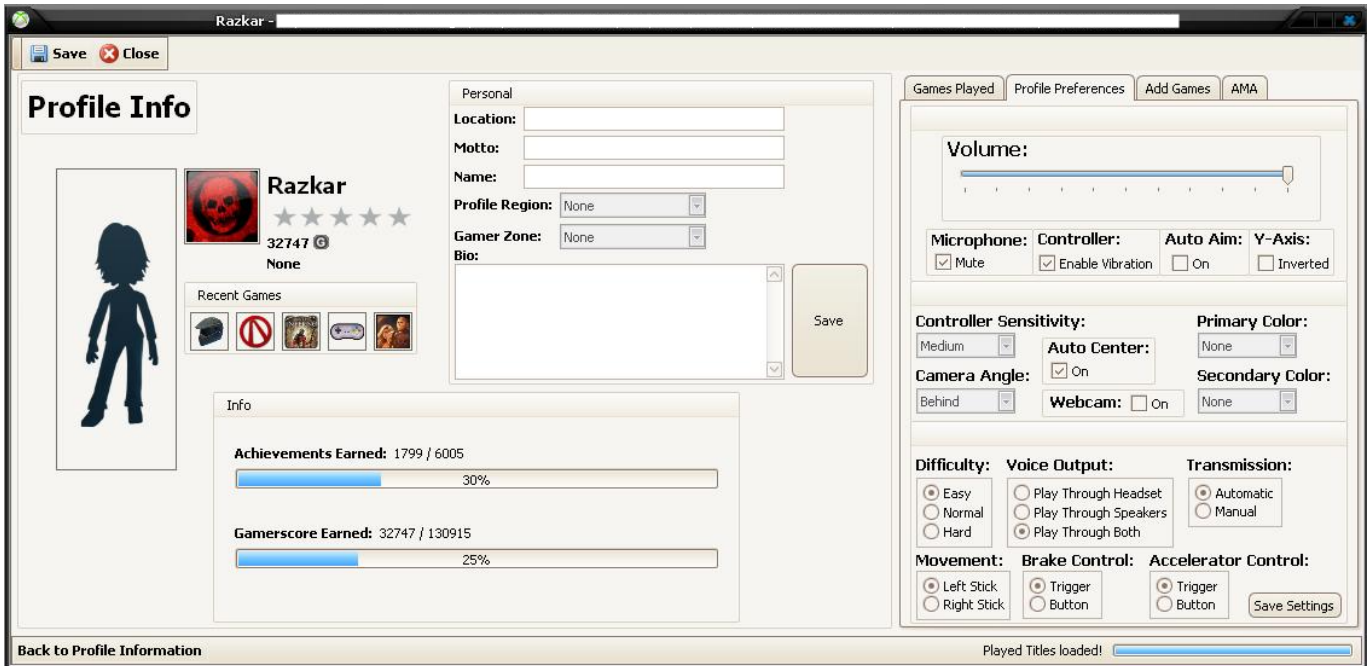 Razkar -
Save Close
Profile Info
Razkar
32747 G
None
Recent Games
Personal
Location:
Motto:
Name:
Profile Region: None
Gamer Zone: None
Bio:
Save
Info
Achievements Earned: 1799 / 6005
30%
Gamerscore Earned: 32747 / 130915
25%
Games Played Profile Preferences Add Games AMA
Volume:
Microphone: Controller: Auto Aim: Y-Axis:
Mute Enable Vibration On Inverted
Controller Sensitivity: Primary Color:
Medium Auto Center: None
On
Camera Angle: Secondary Color:
Behind Webcam: On None
Difficulty: Voice Output: Transmission:
Easy Play Through Headset Automatic
Normal Play Through Speakers Manual
Hard Play Through Both
Movement: Brake Control: Accelerator Control:
Left Stick Trigger Trigger
Right Stick Button Button Save Settings
Back to Profile Information Played Titles loaded!